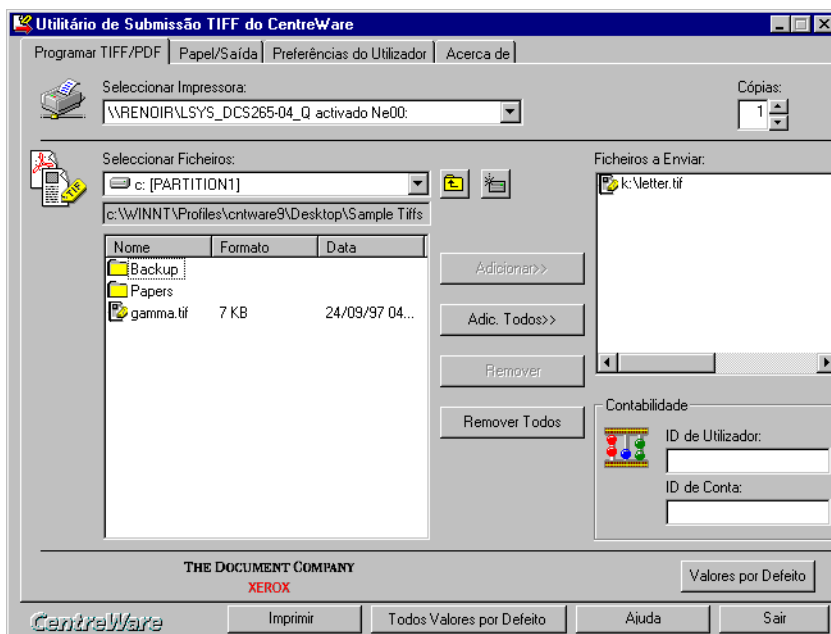 Utilitário de Submissão TIFF do CentreWare
Programar TIFF/PDF Papel/Saída Preferências do Utilizador Acerca de
Seleccionar Impressora:
Cópias:
\\RENOIR\LSYS_DCS265-04_Q activado Ne00:
1
Seleccionar Ficheiros:
Ficheiros a Enviar:
c: [PARTITION1]
k:\letter.tif
c:\WINNT\Profiles\cntware9\Desktop\Sample Tiffs
Nome Formato Data
Backup
Papers
gamma.tif 7 KB 24/09/97 04...
Adicionar>>
Adic. Todos>>
Remover
Remover Todos
Contabilidade
ID de Utilizador:
ID de Conta:
THE DOCUMENT COMPANY
XEROX
Valores por Defeito
CentreWare
Imprimir Todos Valores por Defeito Ajuda Sair
TIF